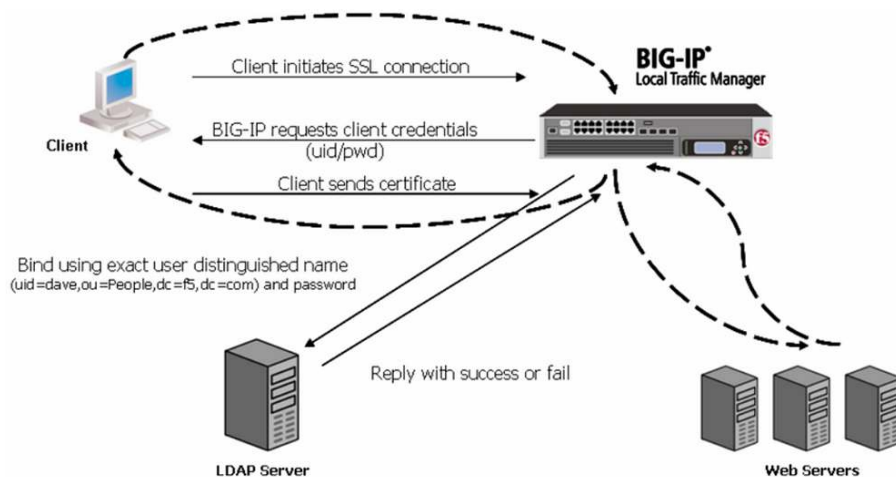 BIG-IP®
Local Traffic Manager
Client initiates SSL connection
BIG-IP requests client credentials
(uid/pwd)
Client
Client sends certificate
f5
Bind using exact user distinguished name
(uid=dave,ou=People,dc=f5,dc=com) and password
Reply with success or fail
LDAP Server
Web Servers